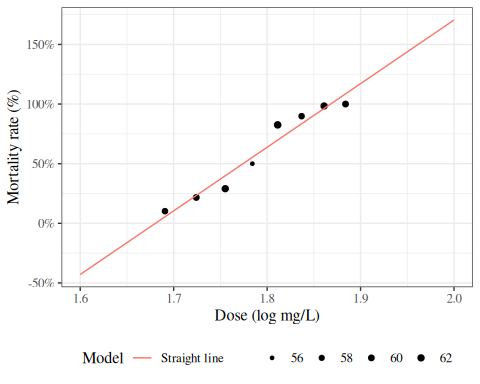 150%
100%
50%
0%
-50%
Mortality rate (%)
1.6 1.7 1.8 1.9 2.0
Dose (log mg/L)
Model Straight line 56 58 60 62